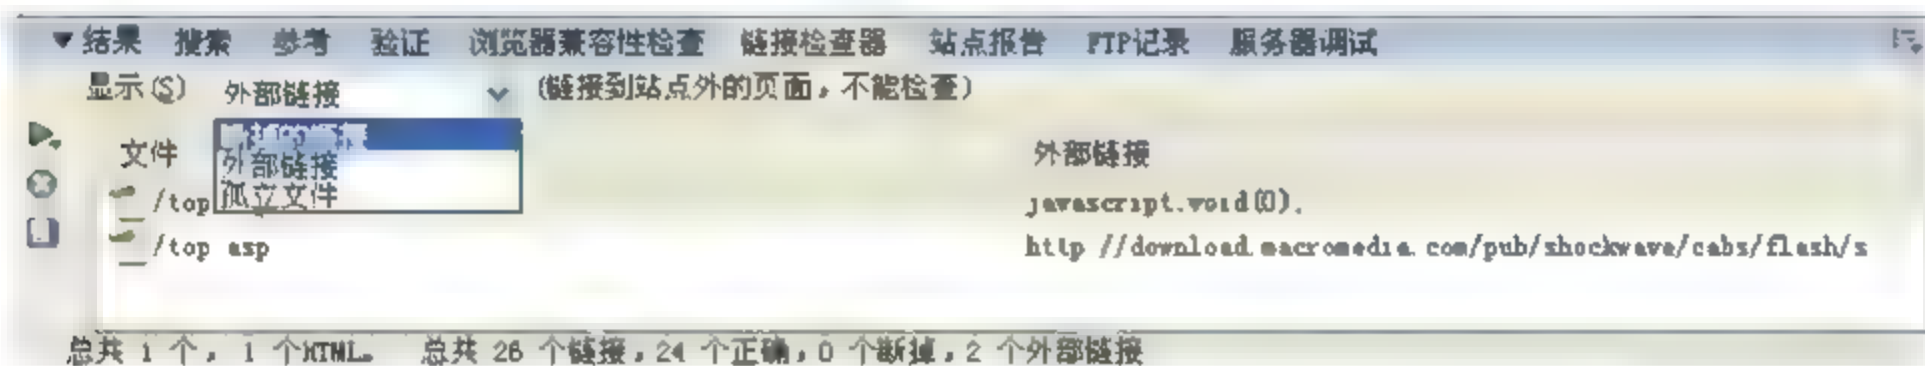 结果 搜索 参考 验证 浏览器兼容性检查 链接检查器 站点报告 FTP记录 服务器调试
显示(S) 外部链接 (链接到站点外的页面,不能检查)
文件 外部链接
外部链接
孤立文件
/top javascript:void(0);
/top asp http //download.macromedia.com/pub/shockwave/cabs/flash/s
总共 1 个, 1 个HTML。 总共 26 个链接,24 个正确,0 个断掉,2 个外部链接